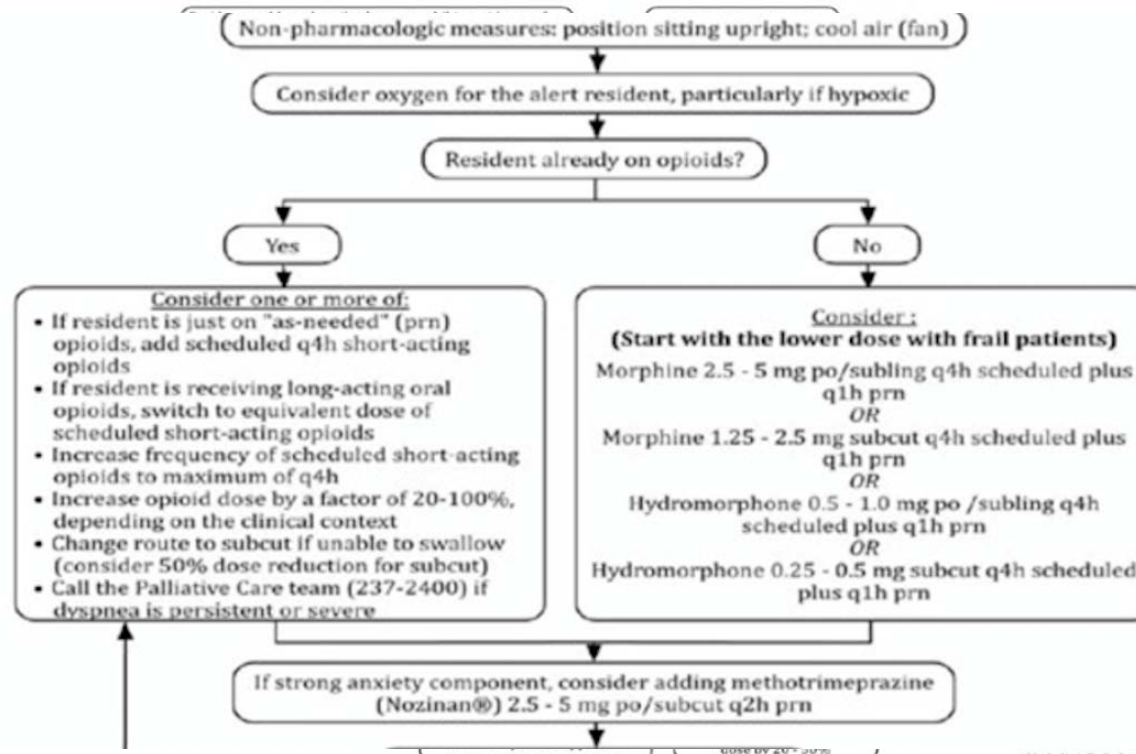 Non-pharmacologic measures: position sitting upright; cool air (fan)
Consider oxygen for the alert resident, particularly if hypoxic
Resident already on opioids?
Yes
No
Consider one or more of:
• If resident is just on "as-needed" (prn)
opioids, add scheduled q4h short-acting
opioids
• If resident is receiving long-acting oral
opioids, switch to equivalent dose of
scheduled short-acting opioids
• Increase frequency of scheduled short-acting
opioids to maximum of q4h
• Increase opioid dose by a factor of 20-100%,
depending on the clinical context
• Change route to subcut if unable to swallow
(consider 50% dose reduction for subcut)
• Call the Palliative Care team (237-2400) if
dyspnea is persistent or severe
Consider :
(Start with the lower dose with frail patients)
Morphine 2.5 - 5 mg po/subling q4h scheduled plus
q1h prn
OR
Morphine 1.25 - 2.5 mg subcut q4h scheduled plus
q1h prn
OR
Hydromorphone 0.5 - 1.0 mg po /subling q4h
scheduled plus q1h prn
OR
Hydromorphone 0.25 - 0.5 mg subcut q4h scheduled
plus q1h prn
If strong anxiety component, consider adding methotrimeprazine
(Nozinan®) 2.5 - 5 mg po/subcut q2h prn